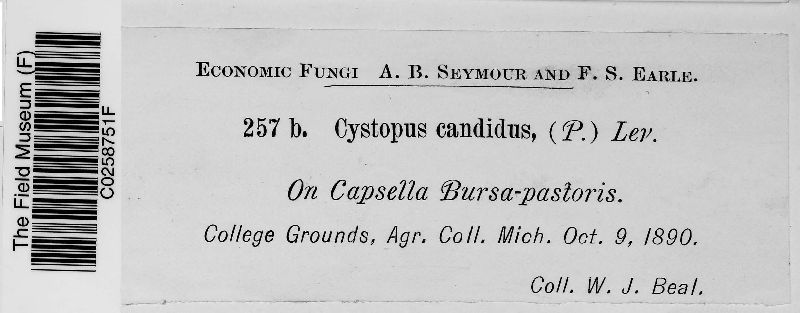 The Field Museum (F)
C0258751F
ECONOMIC FUNGI A. B. SEYMOUR AND F. S. EARLE.
257 b. Cystopus candidus, (P.) Lev.
On Capsella Bursa-pastoris.
College Grounds, Agr. Coll. Mich. Oct. 9, 1890.
Coll. W. J. Beal.